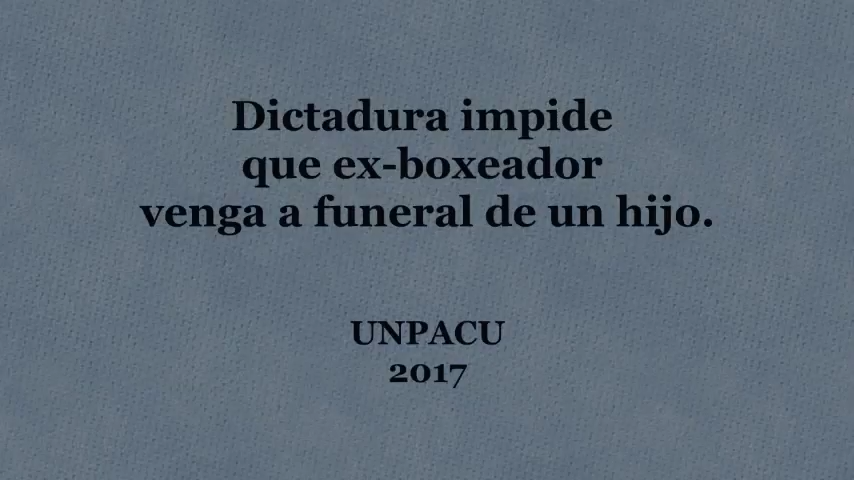 Dictadura impide
que ex-boxeador
venga a funeral de un hijo.
UNPACU
2017